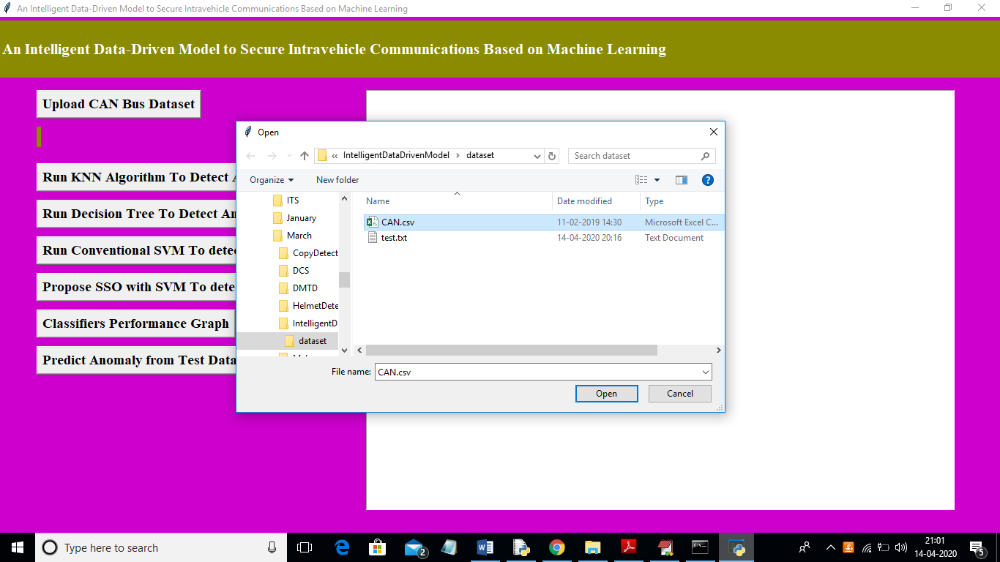 An Intelligent Data-Driven Model to Secure Intravehicle Communications Based on Machine Learning
An Intelligent Data-Driven Model to Secure Intravehicle Communications Based on Machine Learning
Upload CAN Bus Dataset
Run KNN Algorithm To Detect
Run Decision Tree To Detect
Run Conventional SVM To
Propose SSO with SVM To
Classifiers Performance Graph
Predict Anomaly from Test Data
Open
« IntelligentDataDrivenModel > dataset
Search dataset
Organize
New folder
ITS
January
March
CopyDetect
DCS
DMTD
HelmetDete
IntelligentD
dataset
Name
Date modified
Type
CAN.csv
11-02-2019 14:30
Microsoft Excel C...
test.txt
14-04-2020 20:16
Text Document
File name:
CAN.csv
Open
Cancel
Type here to search
2
21:01
14-04-2020
5